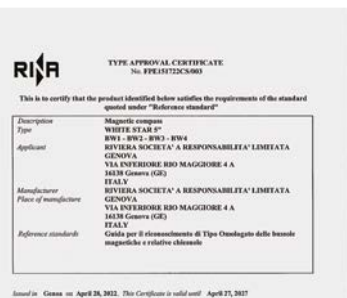 RINA
TYPE APPROVAL CERTIFICATE
No. FPE151722CS/003
This is to certify that the product identified below satisfies the requirements of the standard
quoted under "Reference standard"
Description Magnetic compass
Type WHITE STAR 5"
BW1 - BW2 - BW3 - BW4
Applicant RIVIERA SOCIETA' A RESPONSABILITA' LIMITATA
GENOVA
VIA INFERIORE RIO MAGGIORE 4 A
16138 Genova (GE)
ITALY
Manufacturer RIVIERA SOCIETA' A RESPONSABILITA' LIMITATA
Place of manufacture GENOVA
VIA INFERIORE RIO MAGGIORE 4 A
16138 Genova (GE)
ITALY
Reference standards Guida per il riconoscimento di Tipo Omologato delle bussole
magnetiche e relative chiesuole
Issued in Genoa on April 28, 2022. This Certificate is valid until April 27, 2027